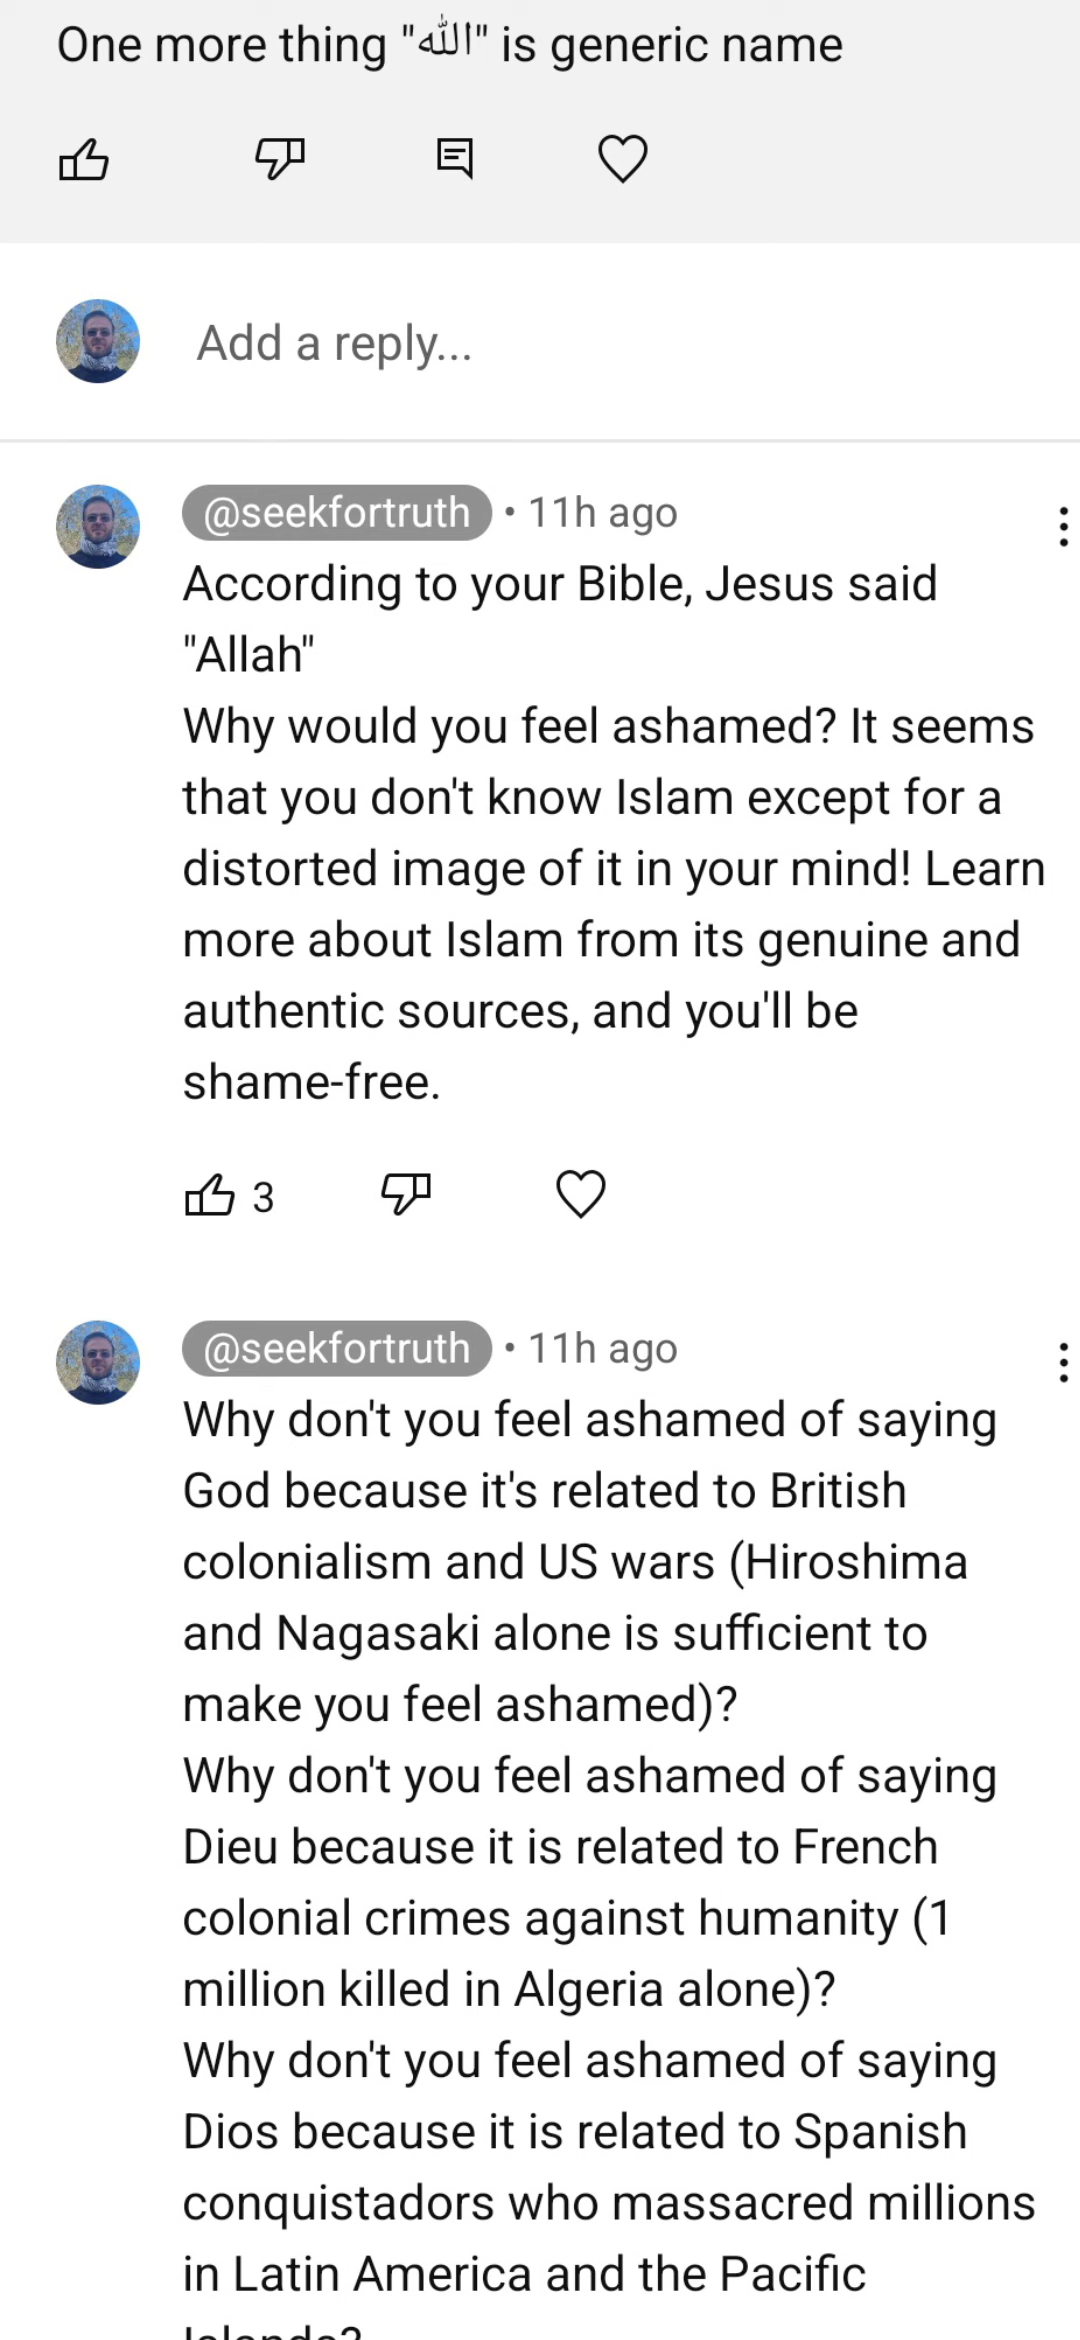 One more thing "الله" is generic name
Add a reply...
@seekfortruth • 11h ago
According to your Bible, Jesus said
"Allah"
Why would you feel ashamed? It seems
that you don't know Islam except for a
distorted image of it in your mind! Learn
more about Islam from its genuine and
authentic sources, and you'll be
shame-free.
3
@seekfortruth • 11h ago
Why don't you feel ashamed of saying
God because it's related to British
colonialism and US wars (Hiroshima
and Nagasaki alone is sufficient to
make you feel ashamed)?
Why don't you feel ashamed of saying
Dieu because it is related to French
colonial crimes against humanity (1
million killed in Algeria alone)?
Why don't you feel ashamed of saying
Dios because it is related to Spanish
conquistadors who massacred millions
in Latin America and the Pacific
Islands?